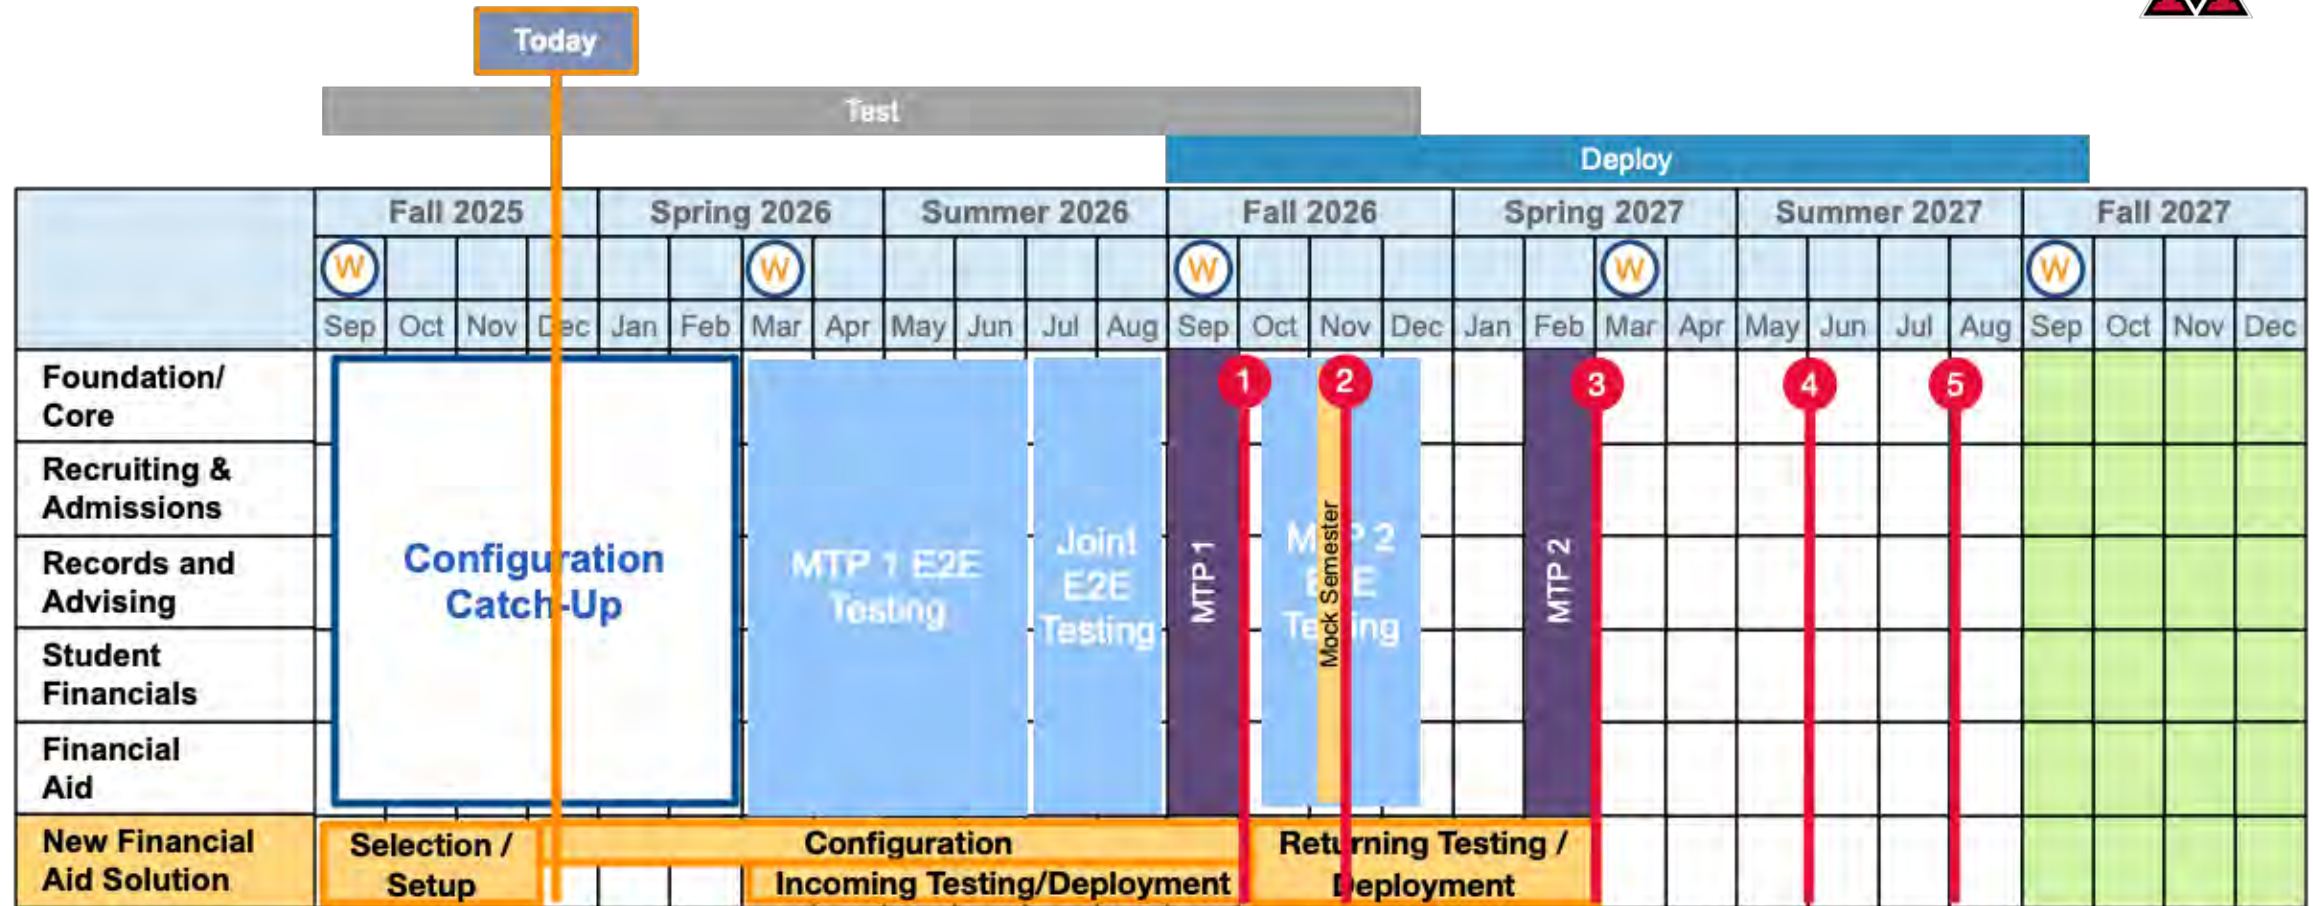 Today
Test
Deploy
Fall 2025 Spring 2026 Summer 2026 Fall 2026 Spring 2027 Summer 2027 Fall 2027
W W W W W
Sep Oct Nov Dec Jan Feb Mar Apr May Jun Jul Aug Sep Oct Nov Dec Jan Feb Mar Apr May Jun Jul Aug Sep Oct Nov Dec
1 2 3 4 5
Foundation/
Core
Recruiting &
Admissions
Records and
Advising
Student
Financials
Financial
Aid
Configuration
Catch-Up
MTP 1 E2E
Testing
Joint
E2E
Testing
MTP 1
MTP 2
E2E
Testing
Mock Semester
MTP 2
New Financial
Aid Solution
Selection /
Setup
Configuration
Incoming Testing/Deployment
Returning Testing /
Deployment